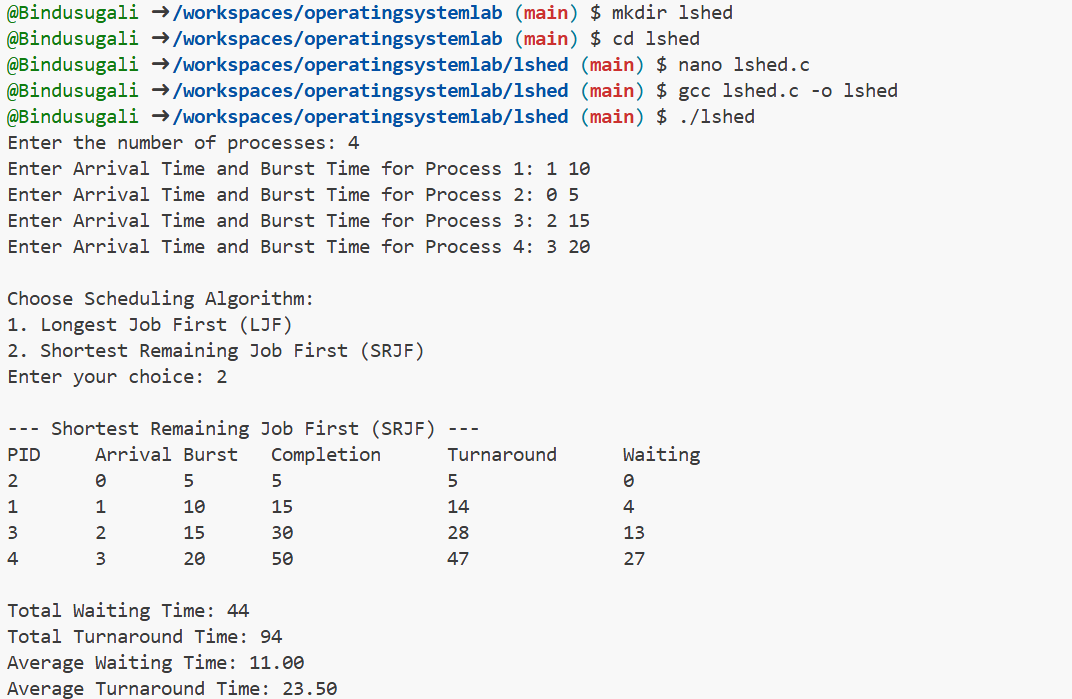 @Bindusugali →/workspaces/operatingsystemlab (main) $ mkdir lshed
@Bindusugali →/workspaces/operatingsystemlab (main) $ cd lshed
@Bindusugali →/workspaces/operatingsystemlab/lshed (main) $ nano lshed.c
@Bindusugali →/workspaces/operatingsystemlab/lshed (main) $ gcc lshed.c -o lshed
@Bindusugali →/workspaces/operatingsystemlab/lshed (main) $ ./lshed
Enter the number of processes: 4
Enter Arrival Time and Burst Time for Process 1: 1 10
Enter Arrival Time and Burst Time for Process 2: 0 5
Enter Arrival Time and Burst Time for Process 3: 2 15
Enter Arrival Time and Burst Time for Process 4: 3 20
Choose Scheduling Algorithm:
1. Longest Job First (LJF)
2. Shortest Remaining Job First (SRJF)
Enter your choice: 2
--- Shortest Remaining Job First (SRJF) ---
PID     Arrival Burst   Completion      Turnaround      Waiting
2       0       5       5               5               0
1       1       10      15              14              4
3       2       15      30              28              13
4       3       20      50              47              27
Total Waiting Time: 44
Total Turnaround Time: 94
Average Waiting Time: 11.00
Average Turnaround Time: 23.50